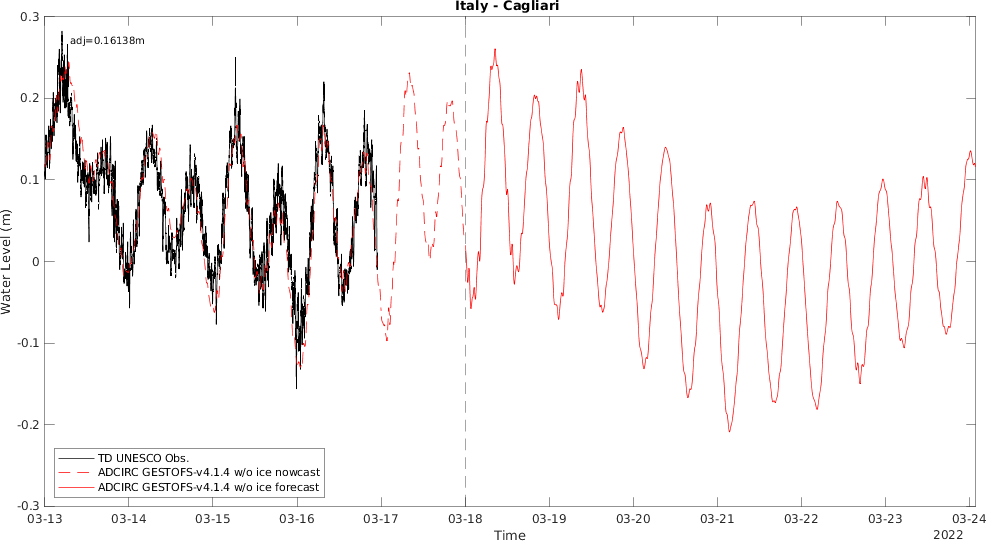 Italy - Cagliari
0.3
adj=0.16138m
0.2
0.1
0
-0.1
-0.2
-0.3
Water Level (m)
TD UNESCO Obs.
ADCIRC GESTOFS-v4.1.4 w/o ice nowcast
ADCIRC GESTOFS-v4.1.4 w/o ice forecast
03-13 03-14 03-15 03-16 03-17 03-18 03-19 03-20 03-21 03-22 03-23 03-24
Time
2022